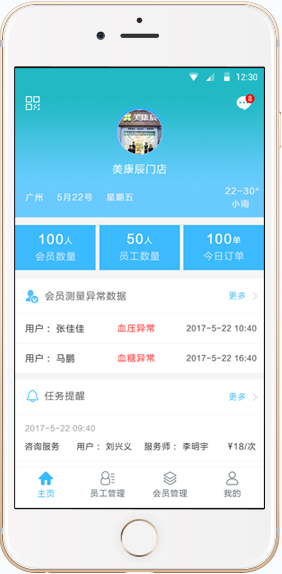 12:30
8
美康辰
美康辰门店
广州 5月22号 星期五 22-30°
小雨
100人 50人 100单
会员数量 员工数量 今日订单
会员测量异常数据 更多
用户：张佳佳 血压异常 2017-5-22 10:40
用户：马鹏 血糖异常 2017-5-22 16:40
任务提醒 更多
2017-5-22 09:40
咨询服务 用户：刘兴义 服务师：李明宇 ¥18/次
主页 员工管理 会员管理 我的